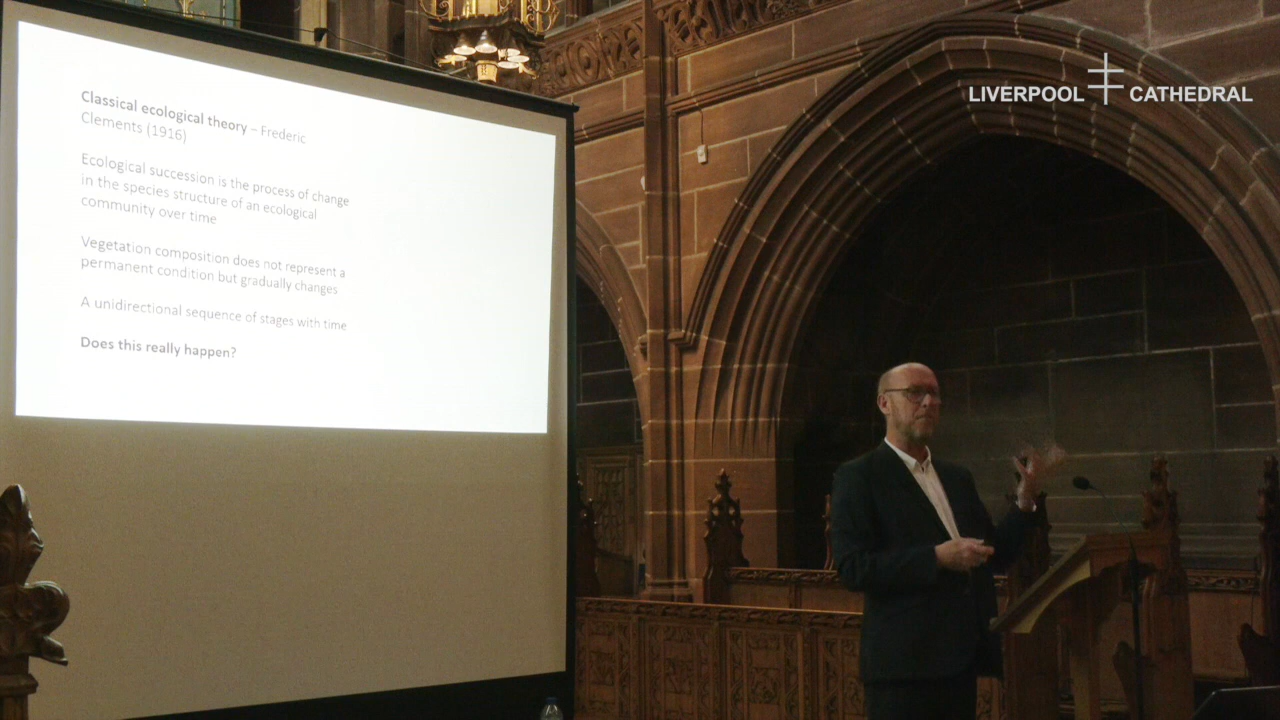 Classical ecological theory – Frederic
Clements (1916)
Ecological succession is the process of change
in the species structure of an ecological
community over time
Vegetation composition does not represent a
permanent condition but gradually changes
A unidirectional sequence of stages with time
Does this really happen?
LIVERPOOL CATHEDRAL